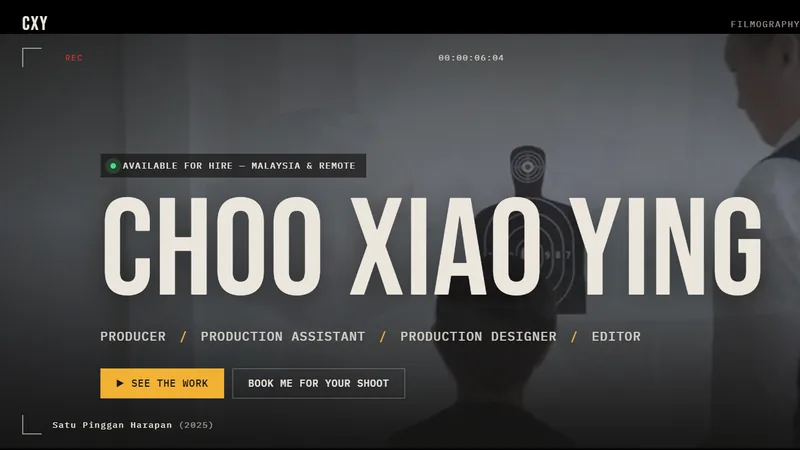 CXY
FILMOGRAPHY
REC
00:00:06:04
AVAILABLE FOR HIRE — MALAYSIA & REMOTE
CHOO XIAO YING
PRODUCER / PRODUCTION ASSISTANT / PRODUCTION DESIGNER / EDITOR
▶ SEE THE WORK
BOOK ME FOR YOUR SHOOT
Satu Pinggan Harapan (2025)